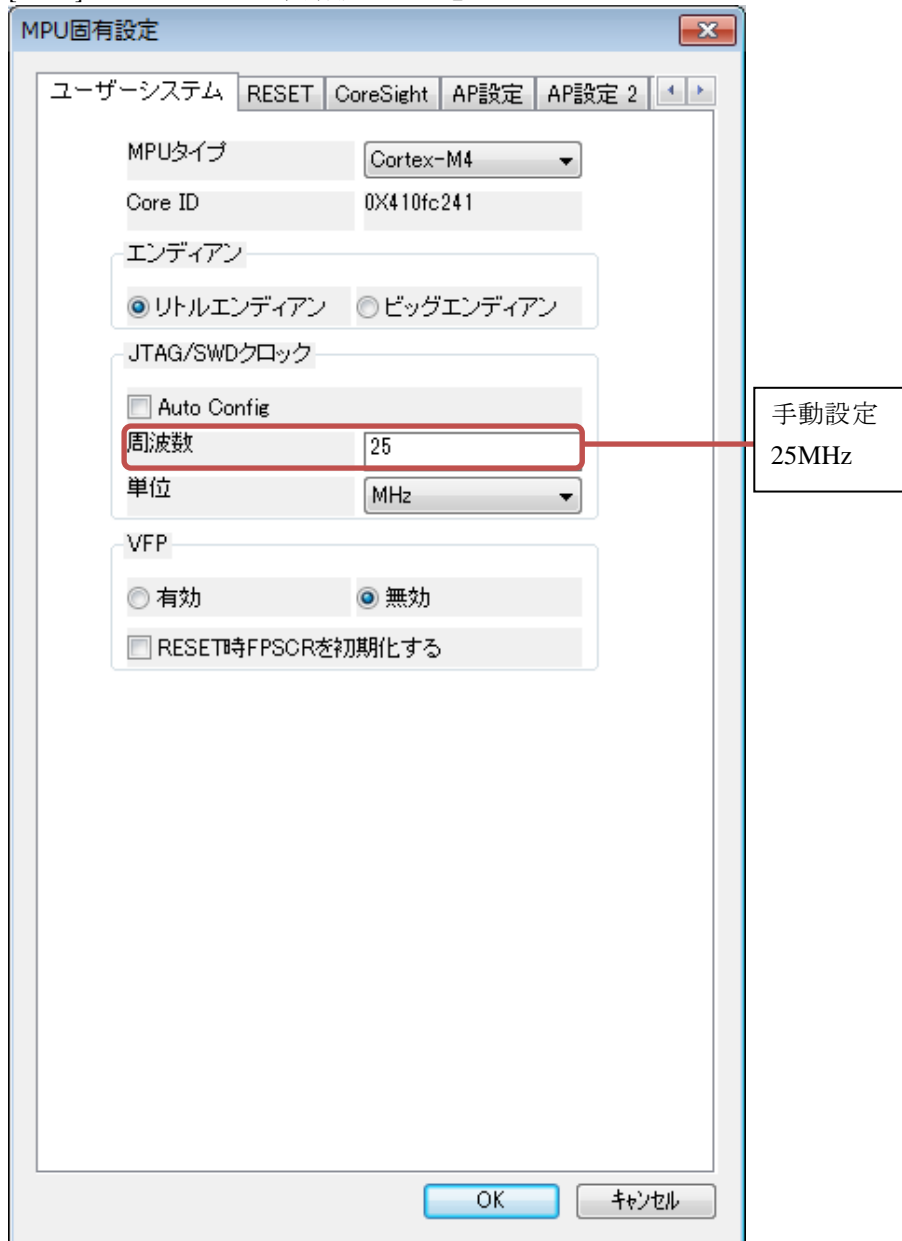 MPU固有設定
ユーザーシステム RESET CoreSight AP設定 AP設定 2
MPUタイプ Cortex-M4
Core ID 0X410fc241
エンディアン
リトルエンディアン ビッグエンディアン
JTAG/SWDクロック
Auto Config
周波数 25
手動設定
25MHz
単位 MHz
VFP
有効 無効
RESET時FPSCRを初期化する
OK キャンセル